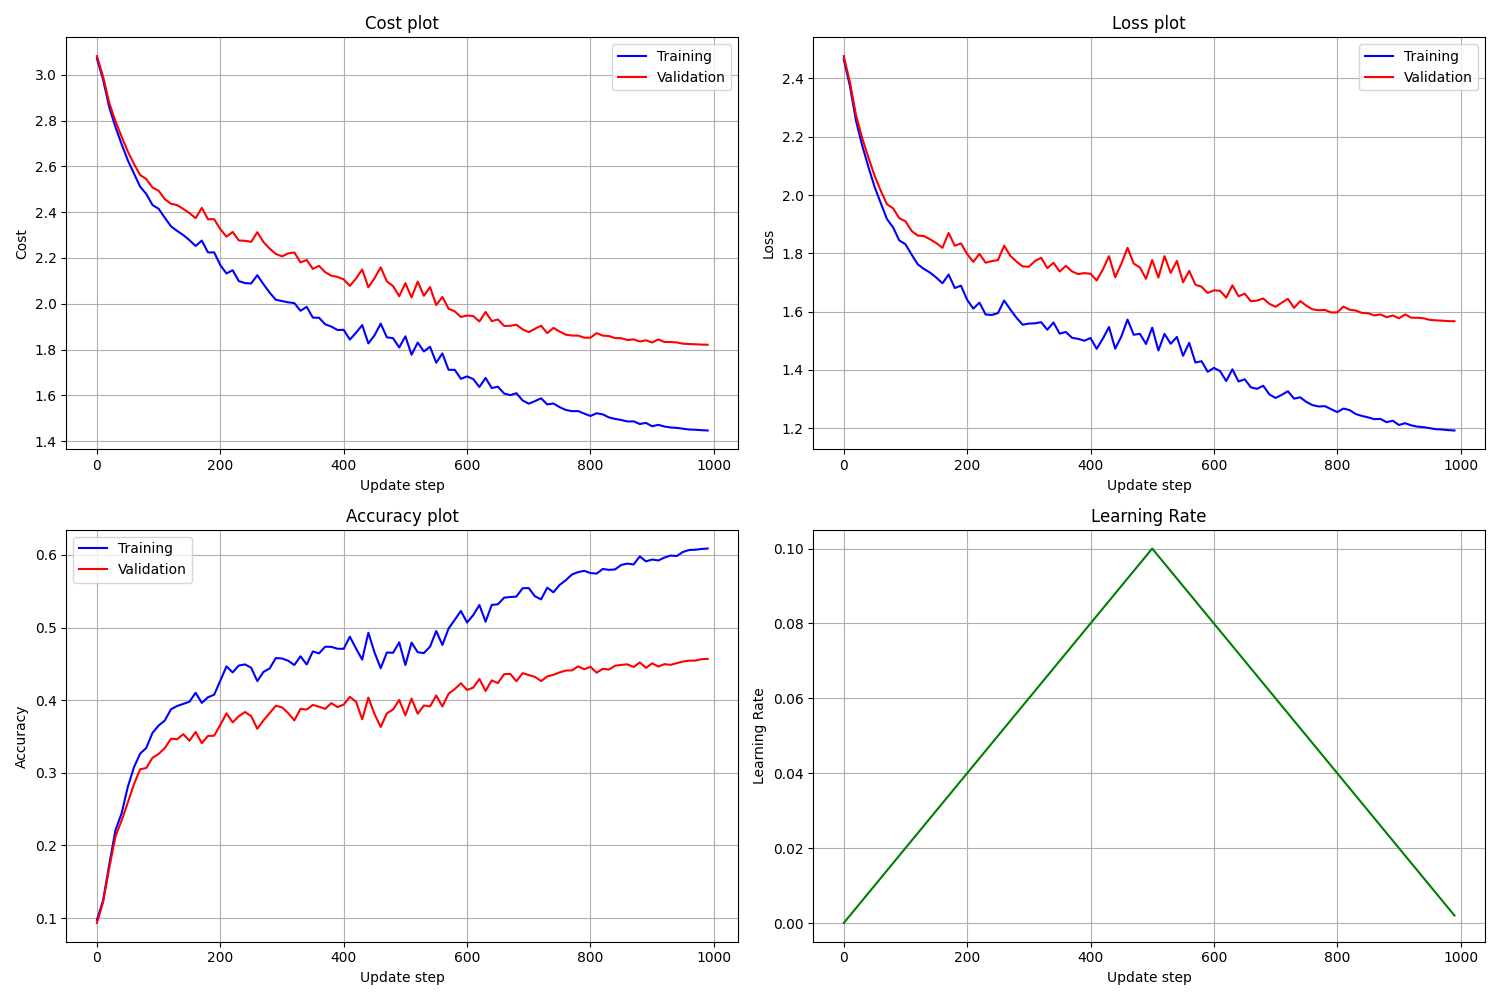 Cost plot
3.0
2.8
2.6
2.4
2.2
2.0
1.8
1.6
1.4
Cost
Training
Validation
0 200 400 600 800 1000
Update step
Loss plot
2.4
2.2
2.0
1.8
1.6
1.4
1.2
Loss
Training
Validation
0 200 400 600 800 1000
Update step
Accuracy plot
0.6
0.5
0.4
0.3
0.2
0.1
Accuracy
Training
Validation
0 200 400 600 800 1000
Update step
Learning Rate
0.10
0.08
0.06
0.04
0.02
0.00
Learning Rate
0 200 400 600 800 1000
Update step